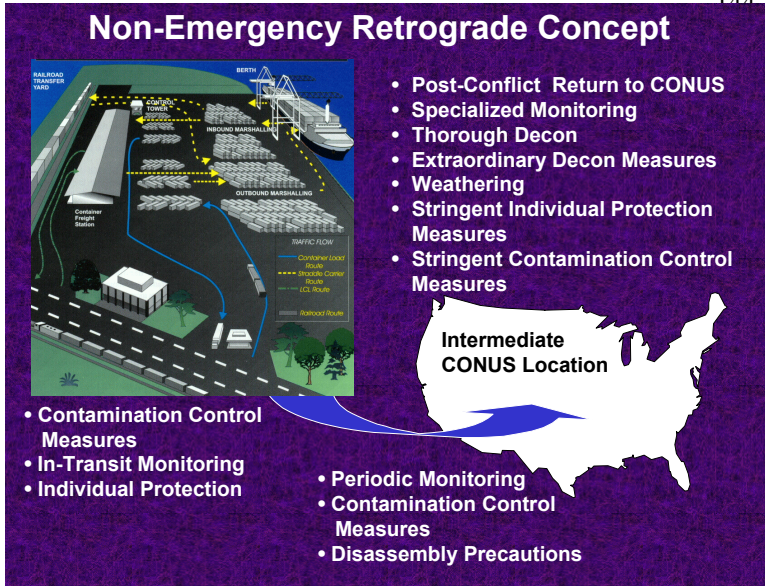 Non-Emergency Retrograde Concept
RAILROAD
TRANSFER
YARD
BERTH
CONTROL
TOWER
INBOUND MARSHALLING
OUTBOUND MARSHALLING
Container
Freight
Station
TRAFFIC FLOW
Container Load
Route
Straddle Carrier
Route
LCL Route
Railroad Route
• Post-Conflict Return to CONUS
• Specialized Monitoring
• Thorough Decon
• Extraordinary Decon Measures
• Weathering
• Stringent Individual Protection
Measures
• Stringent Contamination Control
Measures
Intermediate
CONUS Location
• Contamination Control
Measures
• In-Transit Monitoring
• Individual Protection
• Periodic Monitoring
• Contamination Control
Measures
• Disassembly Precautions